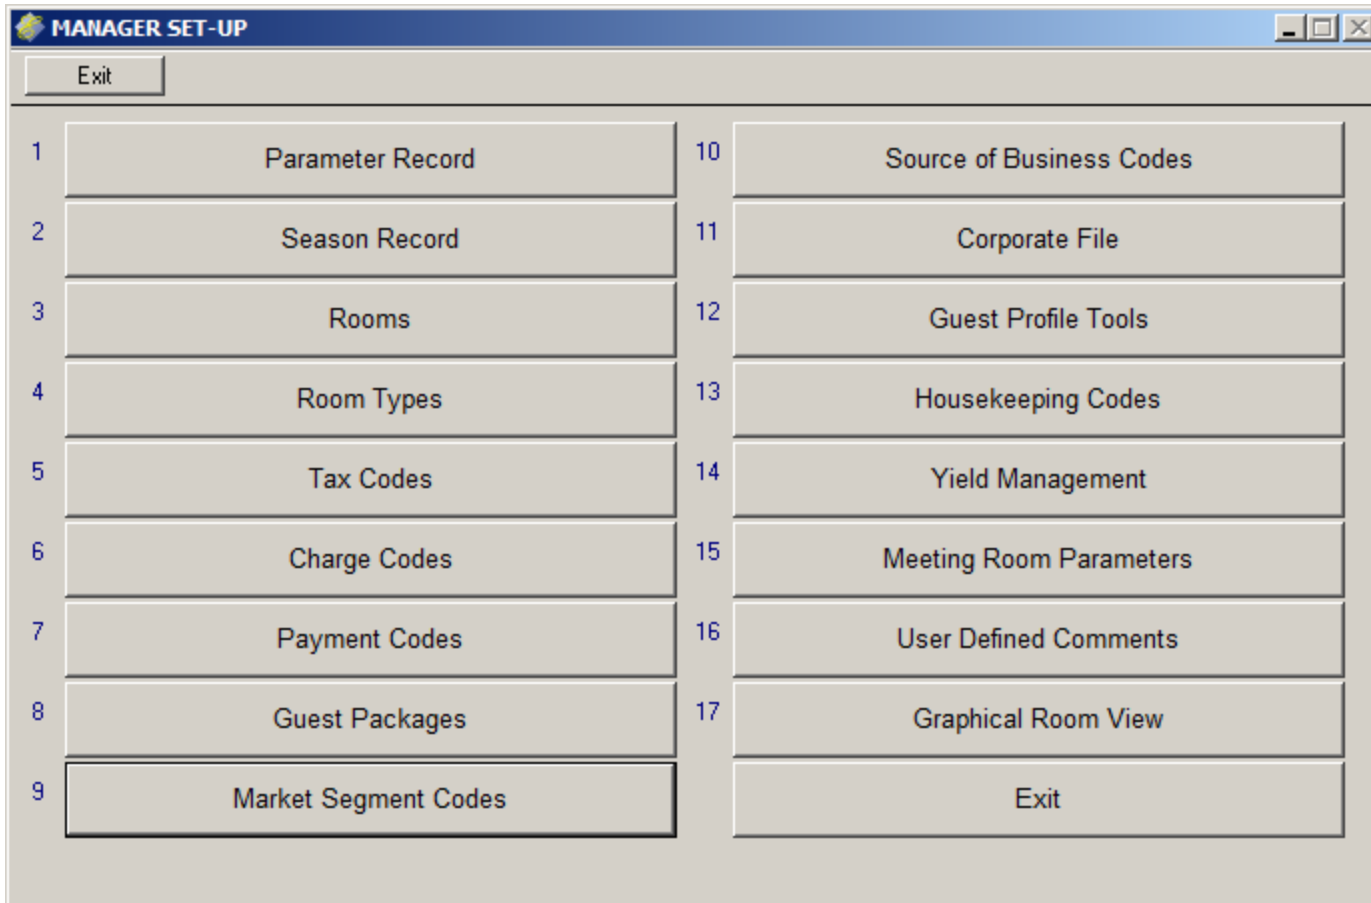 MANAGER SET-UP
Exit
1 Parameter Record
2 Season Record
3 Rooms
4 Room Types
5 Tax Codes
6 Charge Codes
7 Payment Codes
8 Guest Packages
9 Market Segment Codes
10 Source of Business Codes
11 Corporate File
12 Guest Profile Tools
13 Housekeeping Codes
14 Yield Management
15 Meeting Room Parameters
16 User Defined Comments
17 Graphical Room View
Exit